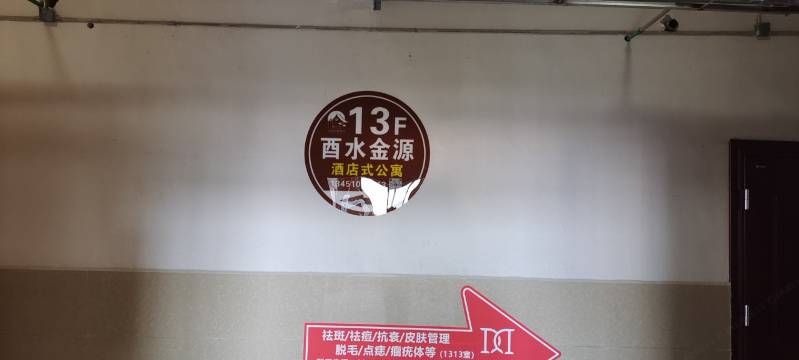 13F
酉水金源
酒店式公寓
祛斑/祛痘/抗衰/皮肤管理
脱毛/点痣/瘤疣体等(1313室)